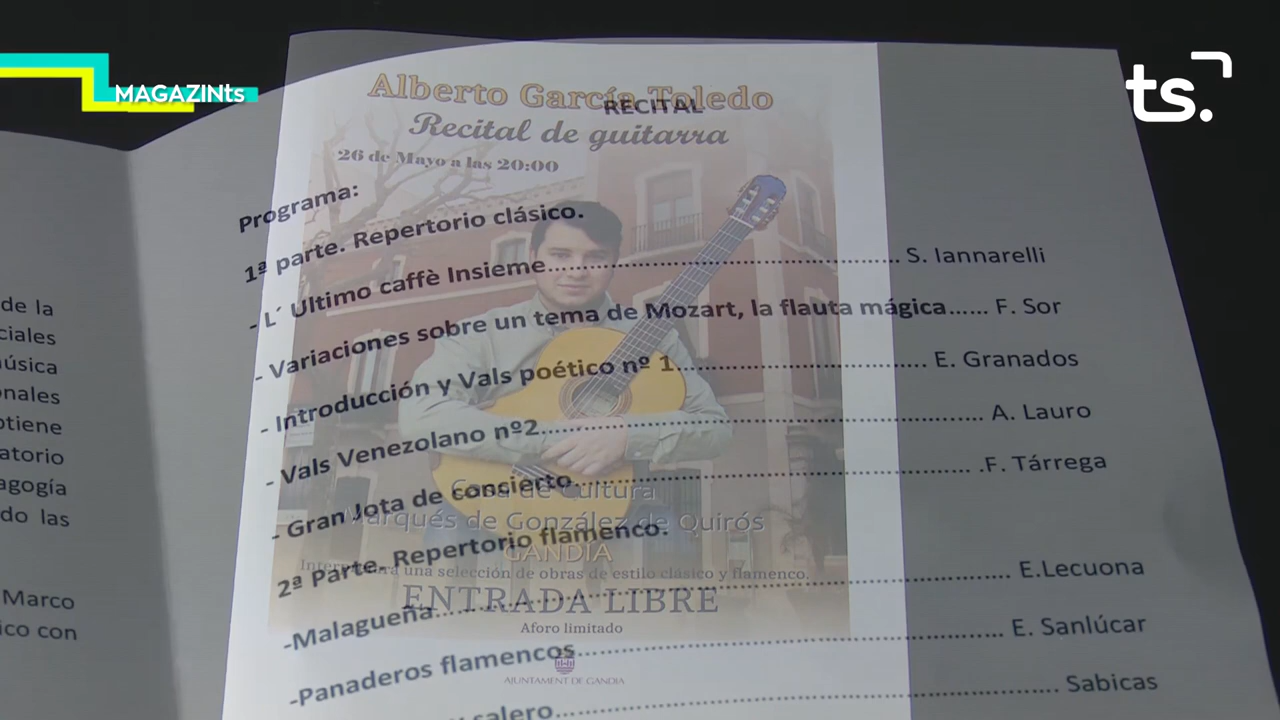 MAGAZINts
ts.
Alberto García Toledo
RECITAL
Recital de guitarra
26 de Mayo a las 20:00
Programa:
1ª parte. Repertorio clásico.
- L´ Ultimo caffè Insieme.................... S. Iannarelli
- Variaciones sobre un tema de Mozart, la flauta mágica...... F. Sor
- Introducción y Vals poético nº 1.................... E. Granados
- Vals Venezolano nº2.................... A. Lauro
- Gran Jota de concierto.................... .F. Tárrega
Casa de Cultura
Marqués de González de Quirós
GANDIA
2ª Parte. Repertorio flamenco.
Interpretará una selección de obras de estilo clásico y flamenco.
ENTRADA LIBRE
-Malagueña.................... E.Lecuona
Aforo limitado
-Panaderos flamencos.................... E. Sanlúcar
AJUNTAMENT DE GANDIA
salero.................... Sabicas
de la
ciales
música
onales
otiene
atorio
agogía
do las
Marco
ico con